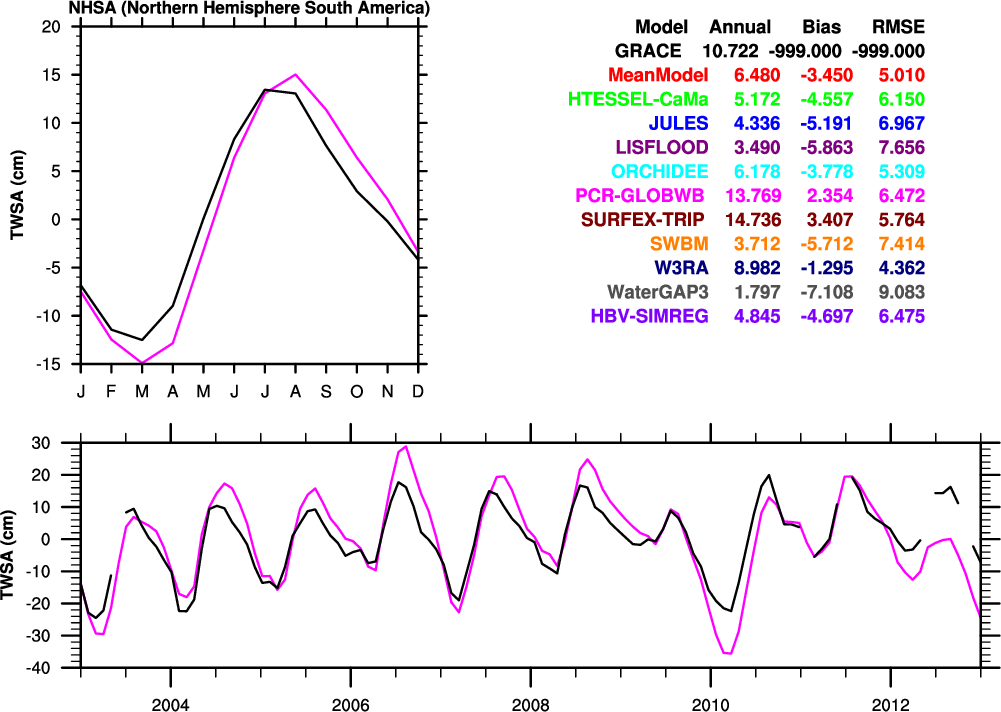 NHSA (Northern Hemisphere South America)
20
15
10
5
0
-5
-10
-15
TWSA (cm)
J F M A M J J A S O N D
Model Annual Bias RMSE
GRACE 10.722 -999.000 -999.000
MeanModel 6.480 -3.450 5.010
HTESSEL-CaMa 5.172 -4.557 6.150
JULES 4.336 -5.191 6.967
LISFLOOD 3.490 -5.863 7.656
ORCHIDEE 6.178 -3.778 5.309
PCR-GLOBWB 13.769 2.354 6.472
SURFEX-TRIP 14.736 3.407 5.764
SWBM 3.712 -5.712 7.414
W3RA 8.982 -1.295 4.362
WaterGAP3 1.797 -7.108 9.083
HBV-SIMREG 4.845 -4.697 6.475
30
20
10
0
-10
-20
-30
-40
TWSA (cm)
2004 2006 2008 2010 2012